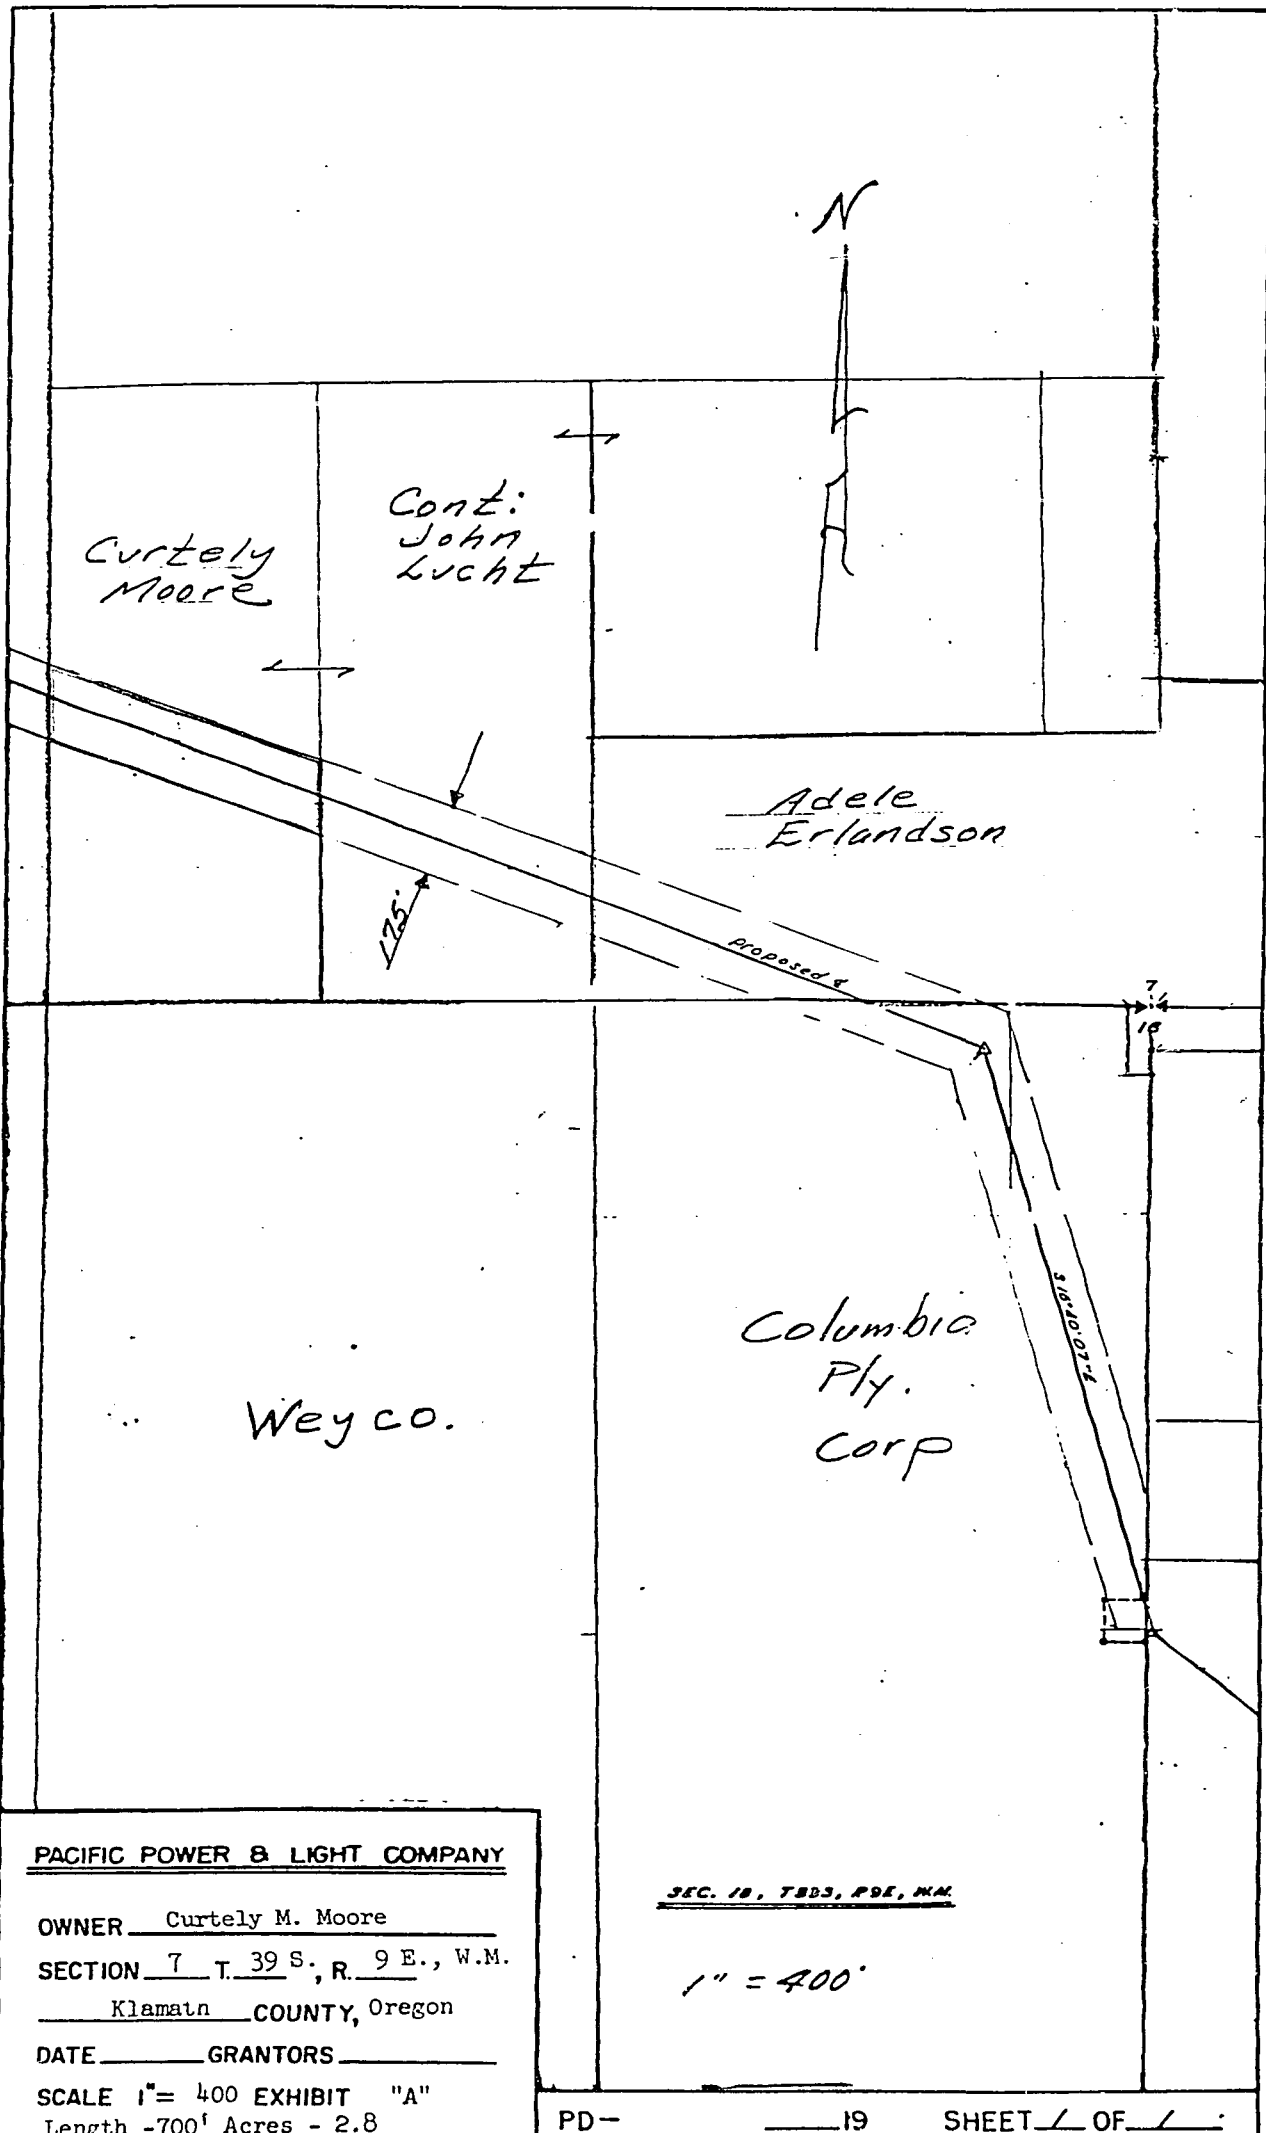 N
Cont:
John
Lucht
Curtely
Moore
Adele
Erlandson
175'
proposed
7
18
Columbia
Ply.
Corp
Weyco.
PACIFIC POWER & LIGHT COMPANY
OWNER Curtely M. Moore
SECTION 7 T. 39 S., R. 9 E., W.M.
Klamatn COUNTY, Oregon
DATE GRANTORS
SCALE 1"= 400 EXHIBIT "A"
Length -700' Acres - 2.8
SEC. 18, T39S, R9E, W.M.
1" = 400'
PD- 19 SHEET 1 OF 1